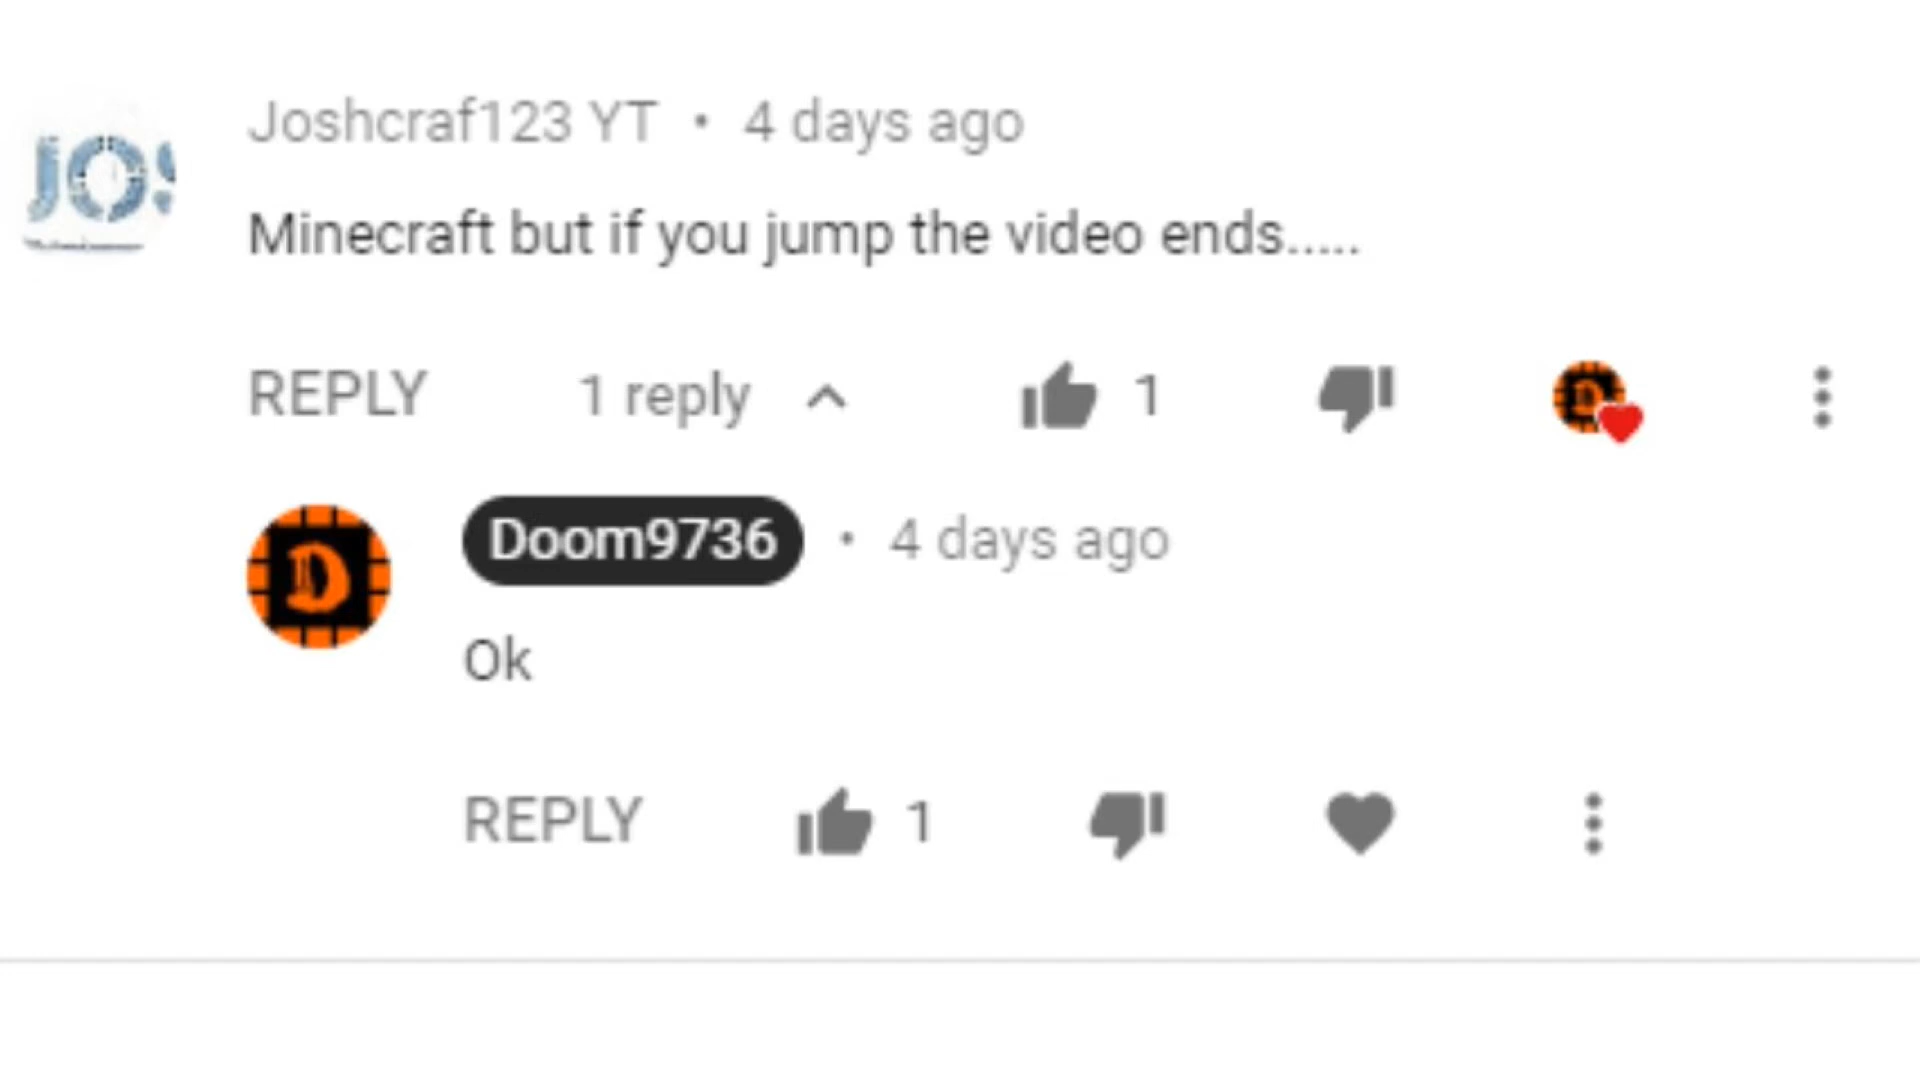 JOS
Joshcraf123 YT • 4 days ago
Minecraft but if you jump the video ends.....
REPLY 1 reply 1
D
D
Doom9736 • 4 days ago
Ok
REPLY 1